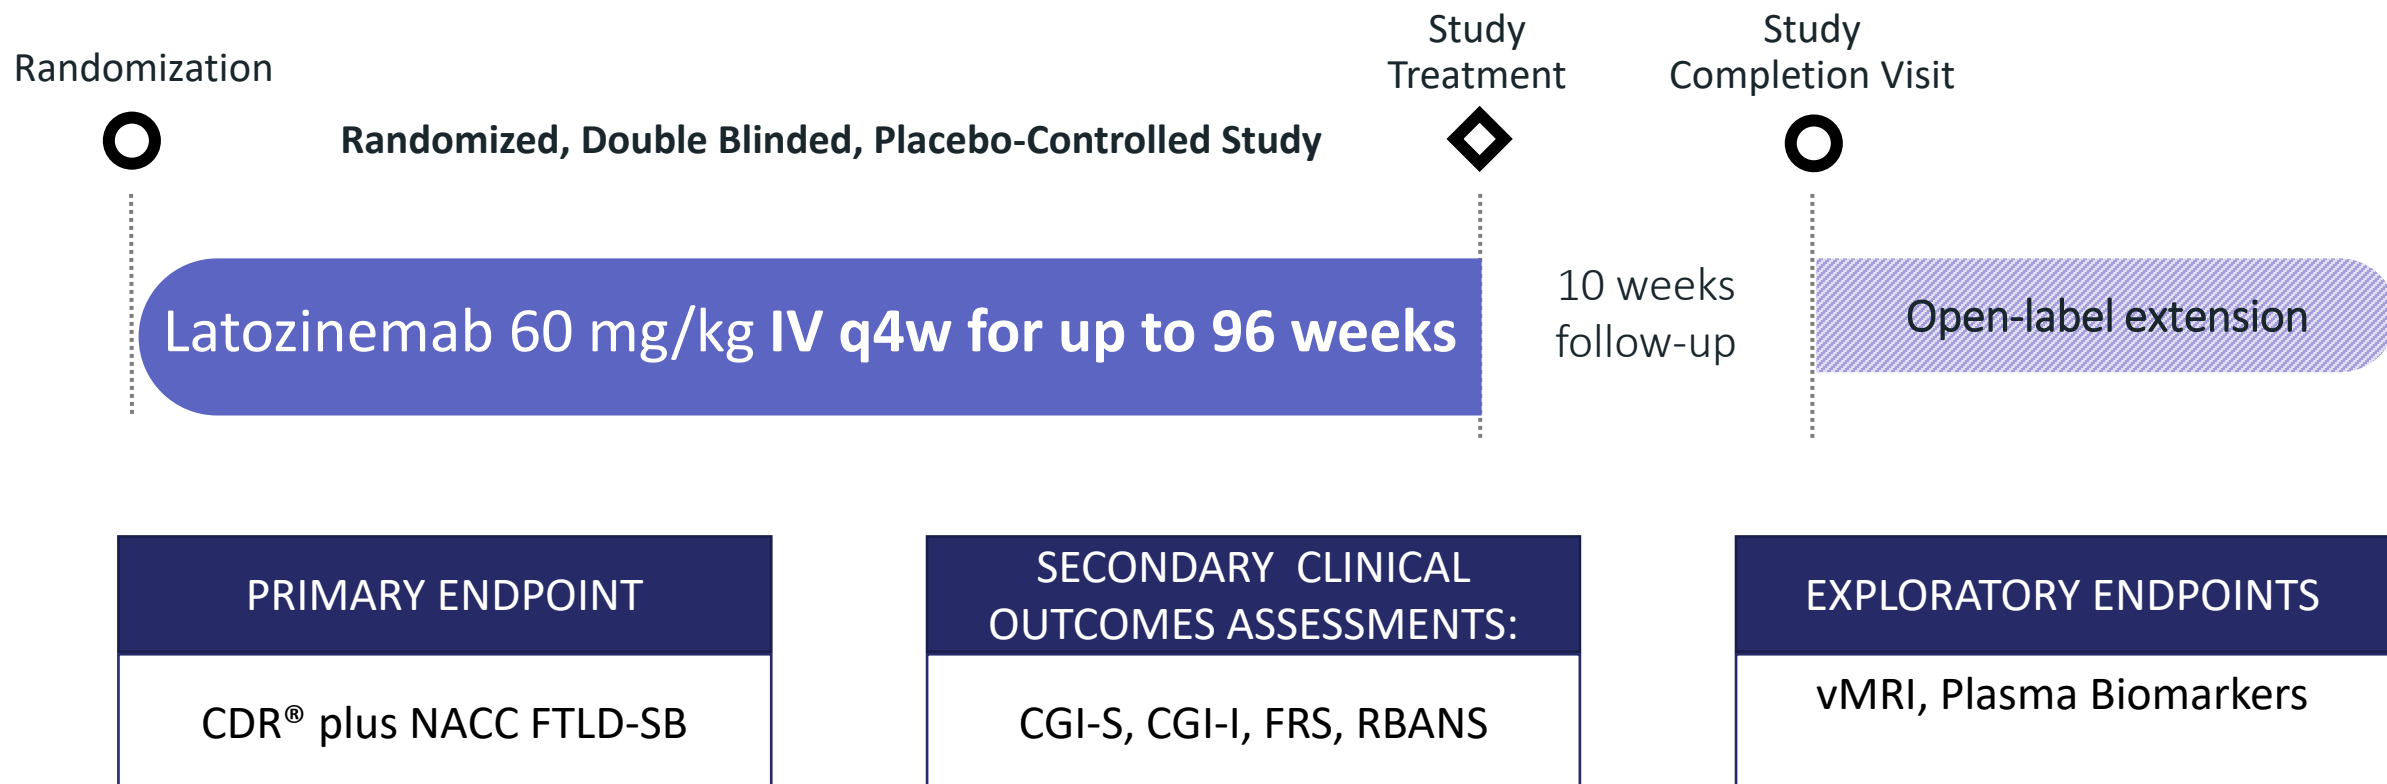 Randomization
Study
Treatment
Study
Completion Visit
Randomized, Double Blinded, Placebo-Controlled Study
Latozinemab 60 mg/kg IV q4w for up to 96 weeks
10 weeks
follow-up
Open-label extension
PRIMARY ENDPOINT
CDR® plus NACC FTLD-SB
SECONDARY CLINICAL
OUTCOMES ASSESSMENTS:
CGI-S, CGI-I, FRS, RBANS
EXPLORATORY ENDPOINTS
vMRI, Plasma Biomarkers